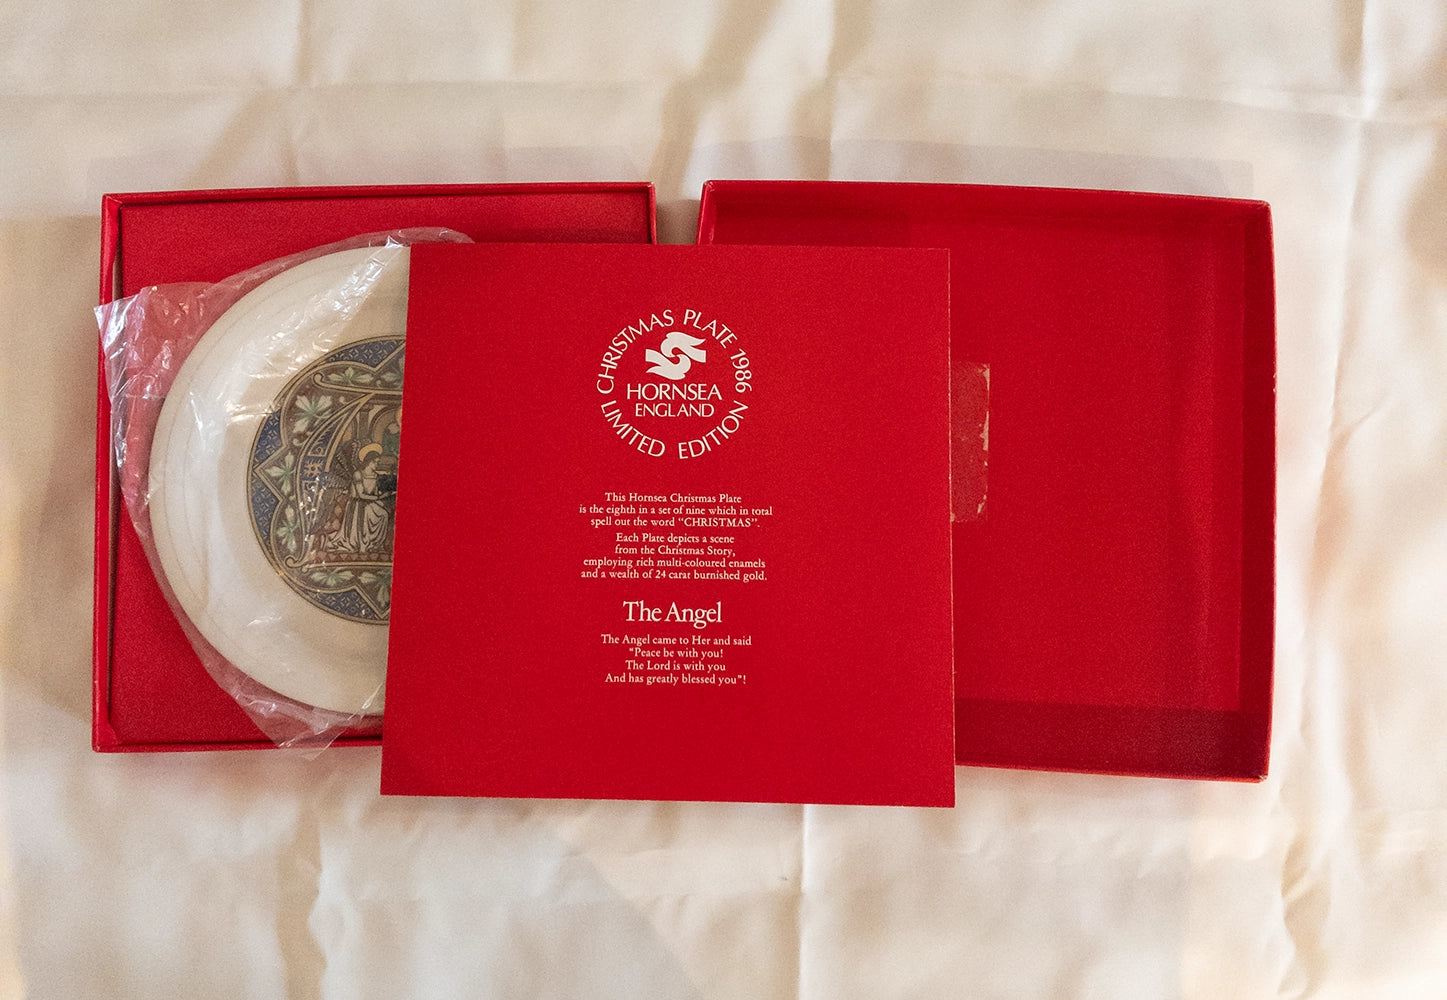 CHRISTMAS PLATE 1986
HORNSEA
ENGLAND
LIMITED EDITION
This Hornsea Christmas Plate
is the eighth in a set of nine which in total
spell out the word “CHRISTMAS”.
Each Plate depicts a scene
from the Christmas Story,
employing rich multi-coloured enamels
and a wealth of 24 carat burnished gold.
The Angel
The Angel came to Her and said
“Peace be with you!
The Lord is with you
And has greatly blessed you”!